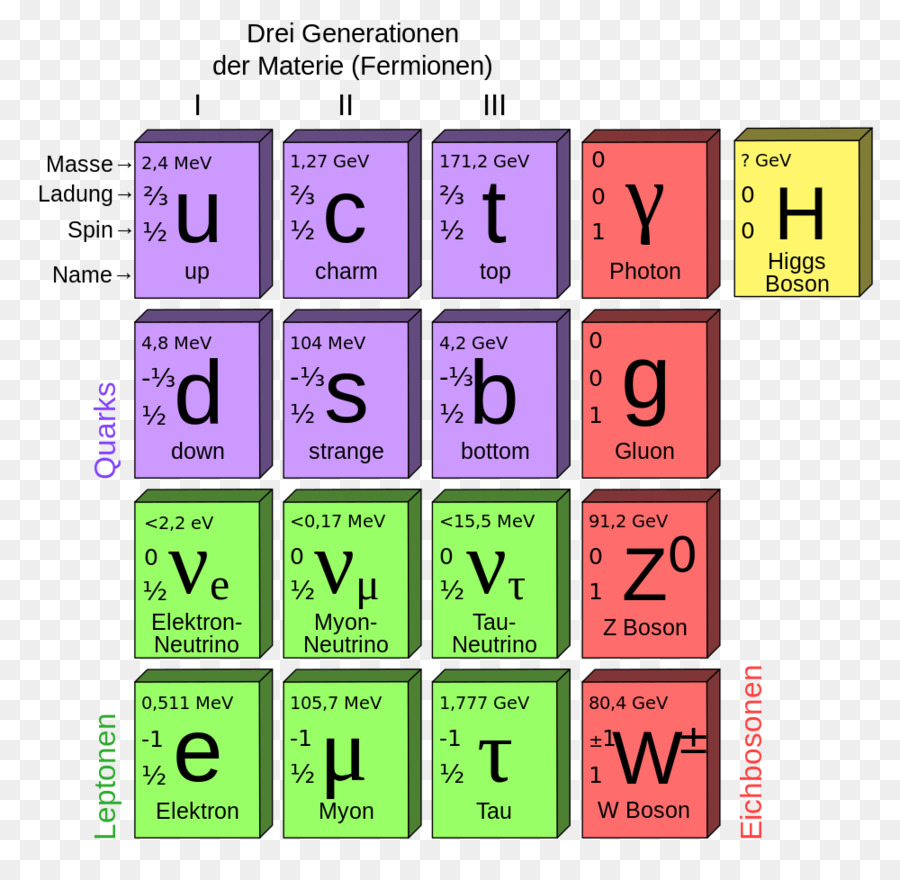 Drei Generationen
der Materie (Fermionen)
I II III
Masse→
Ladung→
Spin→
Name→
2,4 MeV
⅔
½
u
up
1,27 GeV
⅔
½
c
charm
171,2 GeV
⅔
½
t
top
0
0
1
γ
Photon
? GeV
0
0
H
Higgs
Boson
Quarks
4,8 MeV
-⅓
½
d
down
104 MeV
-⅓
½
s
strange
4,2 GeV
-⅓
½
b
bottom
0
0
1
g
Gluon
<2,2 eV
0
½
νe
Elektron-
Neutrino
<0,17 MeV
0
½
νμ
Myon-
Neutrino
<15,5 MeV
0
½
ντ
Tau-
Neutrino
91,2 GeV
0
1
Z⁰
Z Boson
Leptonen
0,511 MeV
-1
½
e
Elektron
105,7 MeV
-1
½
μ
Myon
1,777 GeV
-1
½
τ
Tau
80,4 GeV
±1
1
W±
W Boson
Eichbosonen